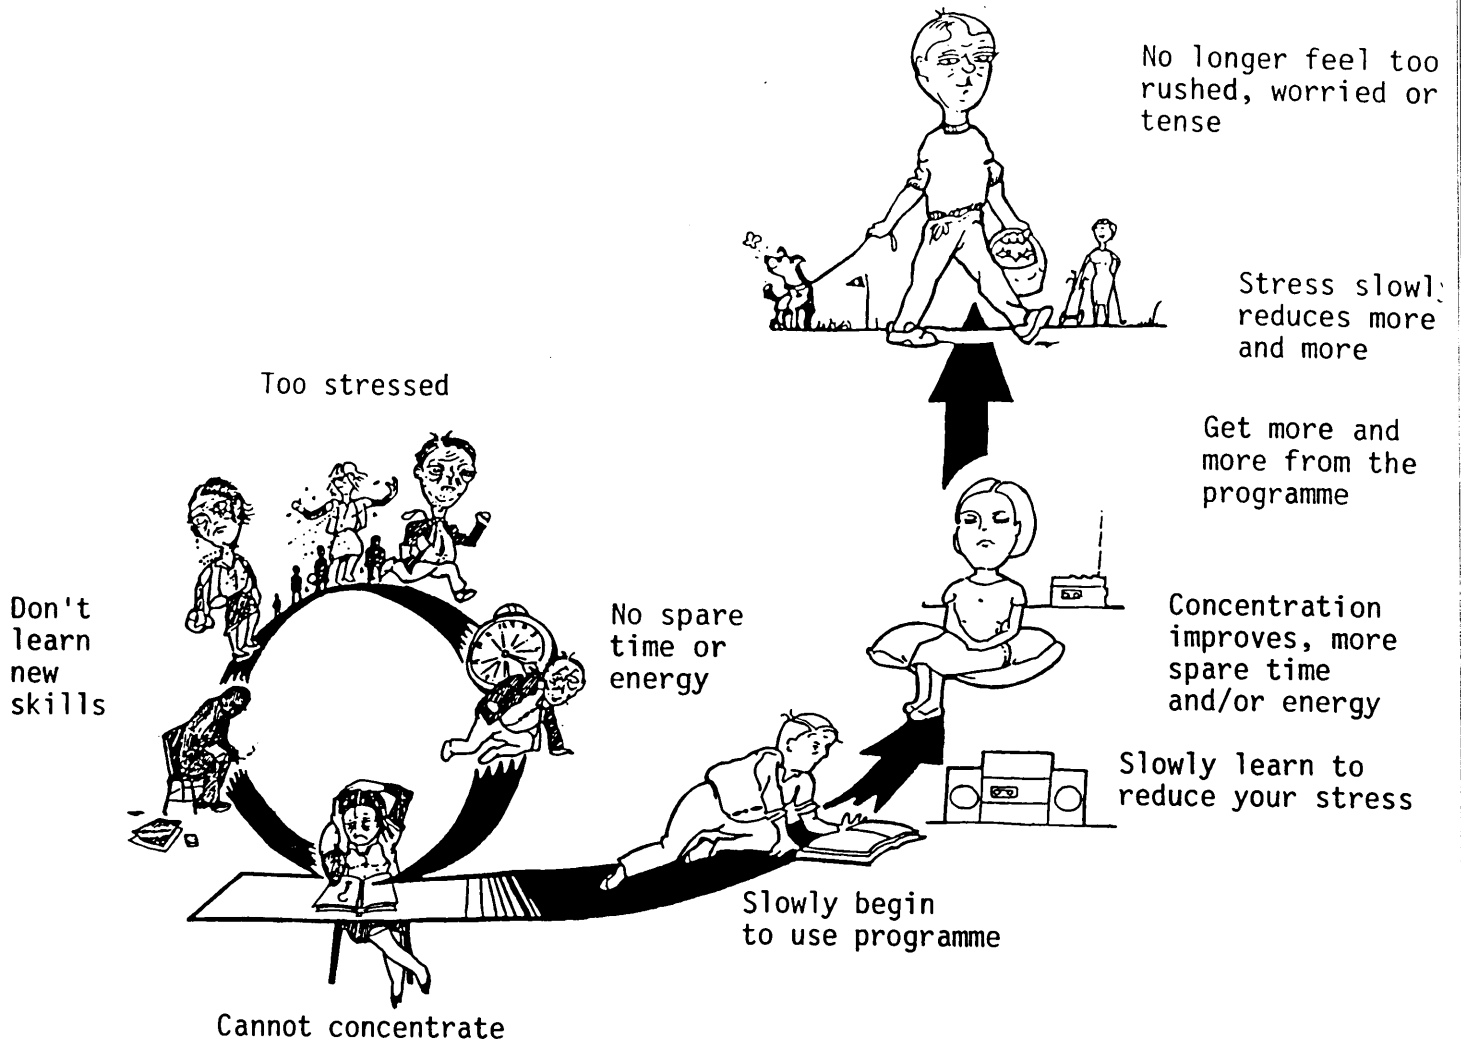 No longer feel too
rushed, worried or
tense
Stress slowl
reduces more
and more
Get more and
more from the
programme
Concentration
improves, more
spare time
and/or energy
Slowly learn to
reduce your stress
Slowly begin
to use programme
Too stressed
No spare
time or
energy
Don't
learn
new
skills
Cannot concentrate